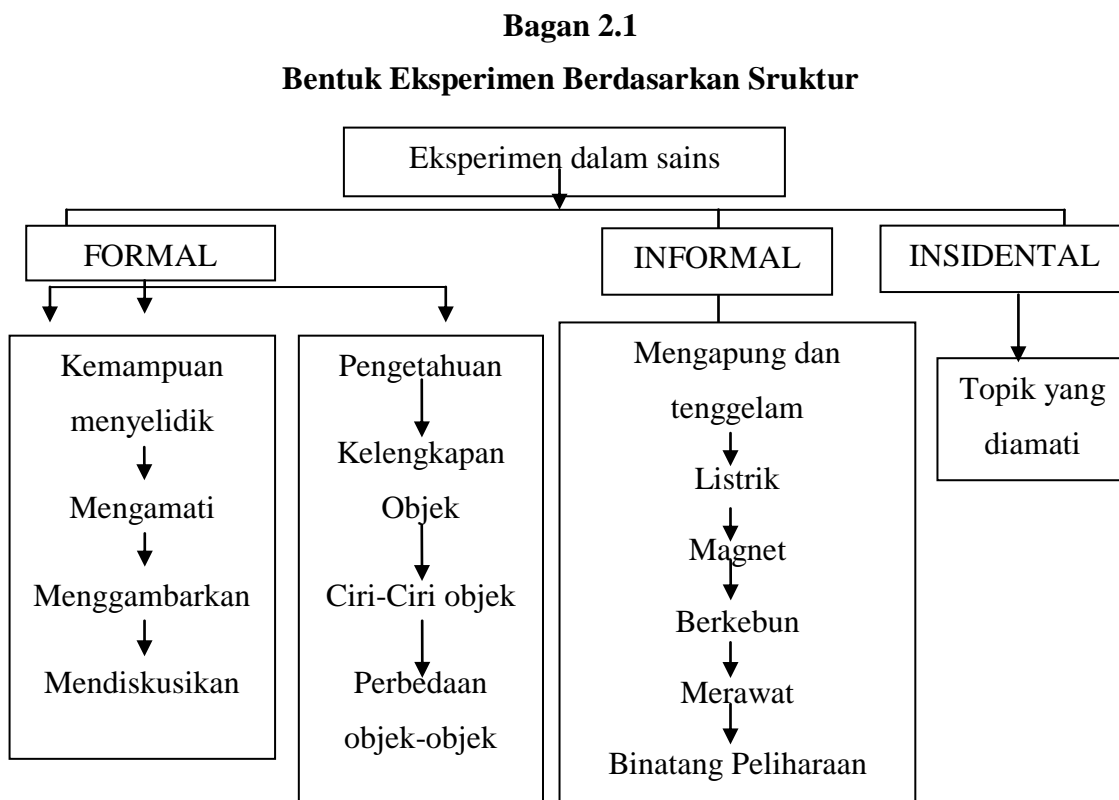 Bagan 2.1
Bentuk Eksperimen Berdasarkan Sruktur
Eksperimen dalam sains
FORMAL
INFORMAL
INSIDENTAL
Kemampuan
menyelidik
Mengamati
Menggambarkan
Mendiskusikan
Pengetahuan
Kelengkapan
Objek
Ciri-Ciri objek
Perbedaan
objek-objek
Mengapung dan
tenggelam
Listrik
Magnet
Berkebun
Merawat
Binatang Peliharaan
Topik yang
diamati